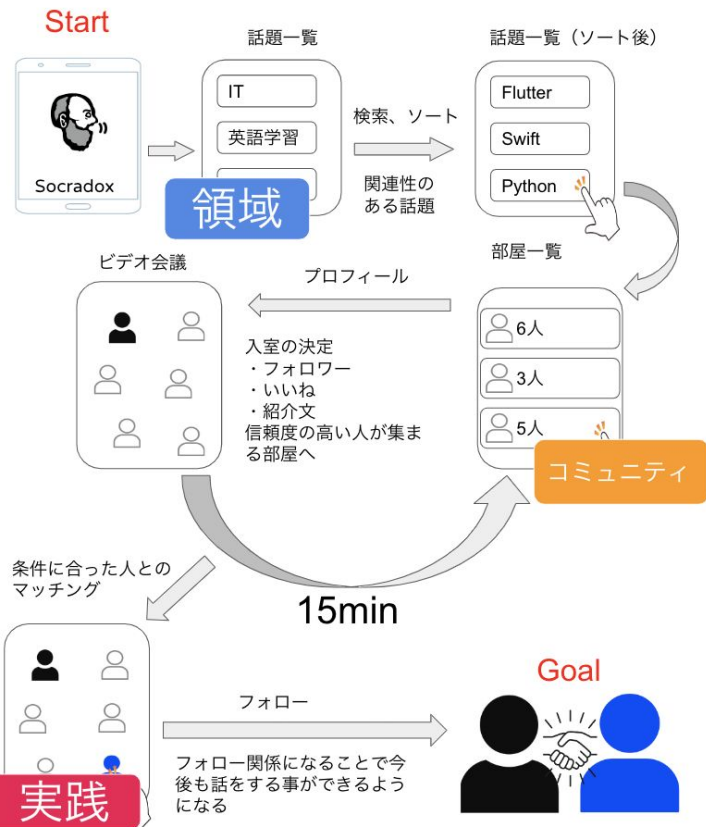 Start
Socradox
話題一覧
IT
英語学習
領域
検索、ソート
関連性の
ある話題
話題一覧（ソート後）
Flutter
Swift
Python
部屋一覧
6人
3人
5人
コミュニティ
プロフィール
入室の決定
・フォロワー
・いいね
・紹介文
信頼度の高い人が集ま
る部屋へ
ビデオ会議
15min
条件に合った人との
マッチング
実践
フォロー
フォロー関係になることで今
後も話をする事ができるよう
になる
Goal